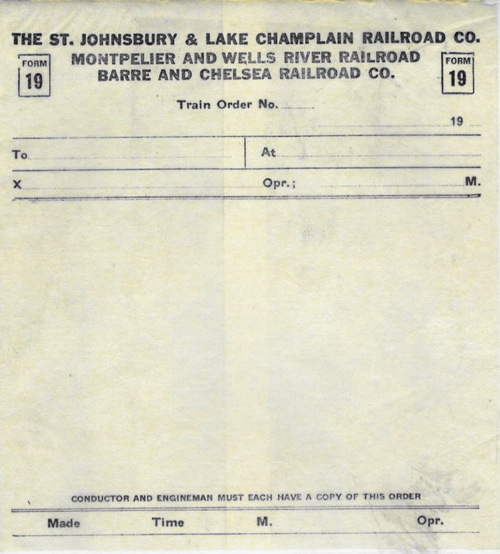 THE ST. JOHNSBURY & LAKE CHAMPLAIN RAILROAD CO.
FORM 19 MONTPELIER AND WELLS RIVER RAILROAD FORM 19
BARRE AND CHELSEA RAILROAD CO.
Train Order No.
19
To At
X Opr.; M.
CONDUCTOR AND ENGINEMAN MUST EACH HAVE A COPY OF THIS ORDER
Made Time M. Opr.